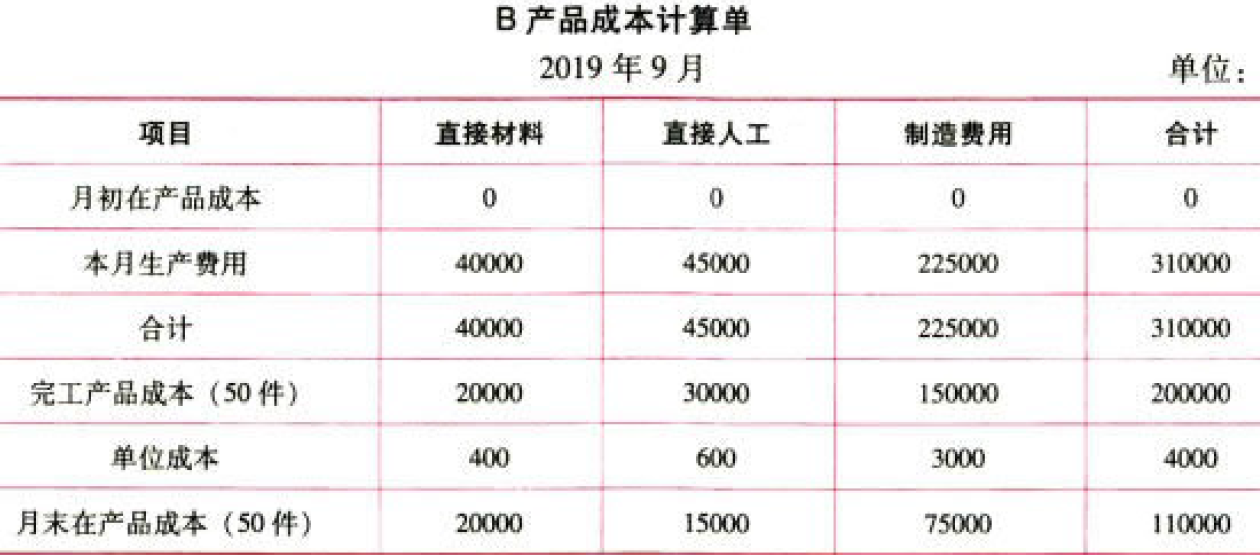 B 产品成本计算单
2019 年 9 月
单位：
项目 直接材料 直接人工 制造费用 合计
月初在产品成本 0 0 0 0
本月生产费用 40000 45000 225000 310000
合计 40000 45000 225000 310000
完工产品成本（50 件） 20000 30000 150000 200000
单位成本 400 600 3000 4000
月末在产品成本（50 件） 20000 15000 75000 110000